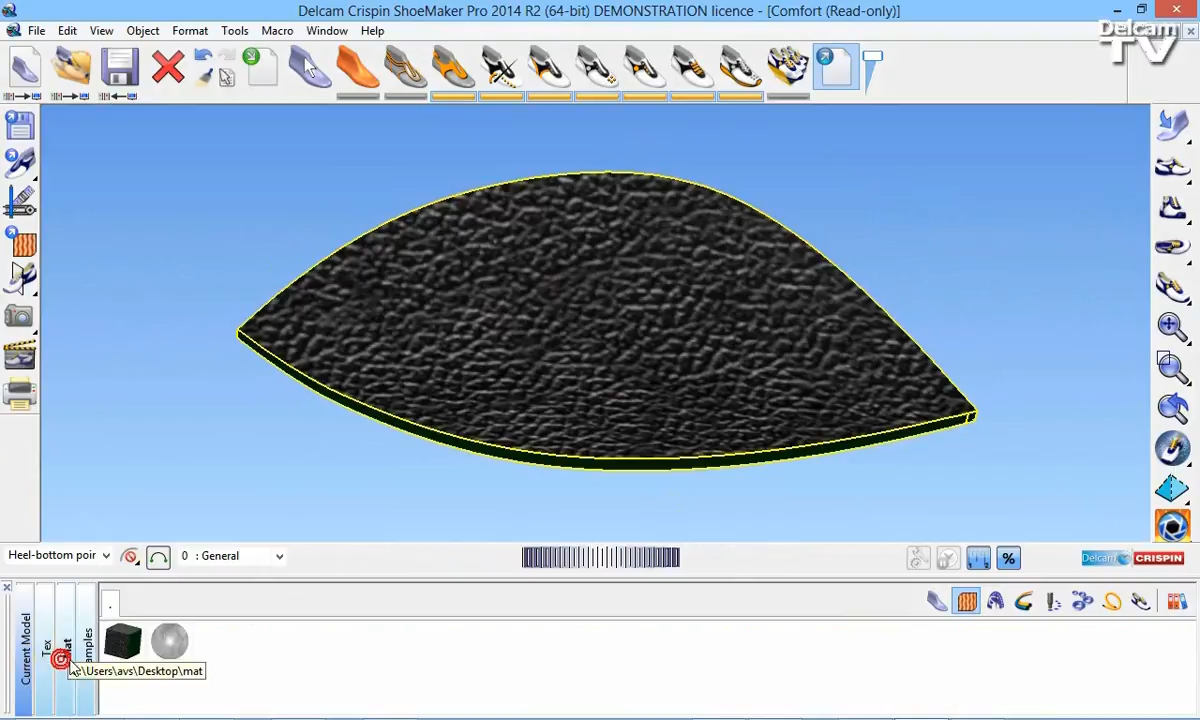 Delcam Crispin ShoeMaker Pro 2014 R2 (64-bit) DEMONSTRATION licence - [Comfort (Read-only)]
File Edit View Object Format Tools Macro Window Help
Delcam
TV
Heel-bottom poir
0 : General
%
Delcam CRISPIN
.
Current Model
Tex
amples
\Users\avs\Desktop\mat